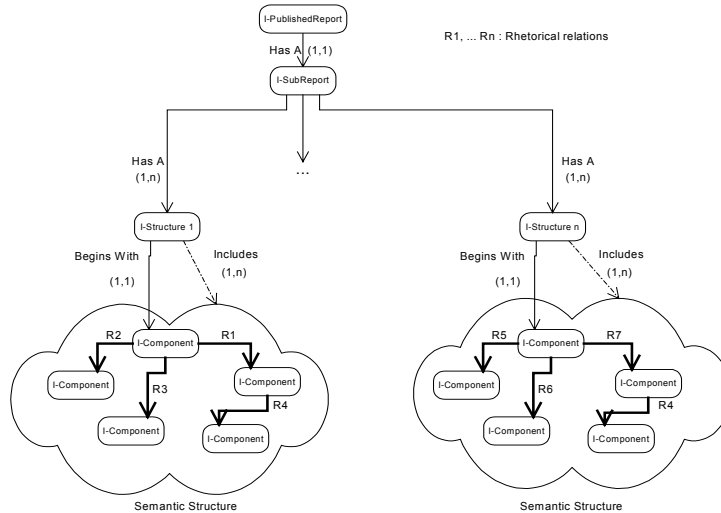 I-PublishedReport
R1, ... Rn : Rhetorical relations
Has A (1,1)
I-SubReport
Has A
(1,n)
...
Has A
(1,n)
I-Structure 1
I-Structure n
Begins With
(1,1)
Includes
(1,n)
Begins With
(1,1)
Includes
(1,n)
R2
I-Component
R1
I-Component
R3
I-Component
R4
I-Component
I-Component
R5
I-Component
R7
I-Component
R6
I-Component
R4
I-Component
I-Component
Semantic Structure
Semantic Structure